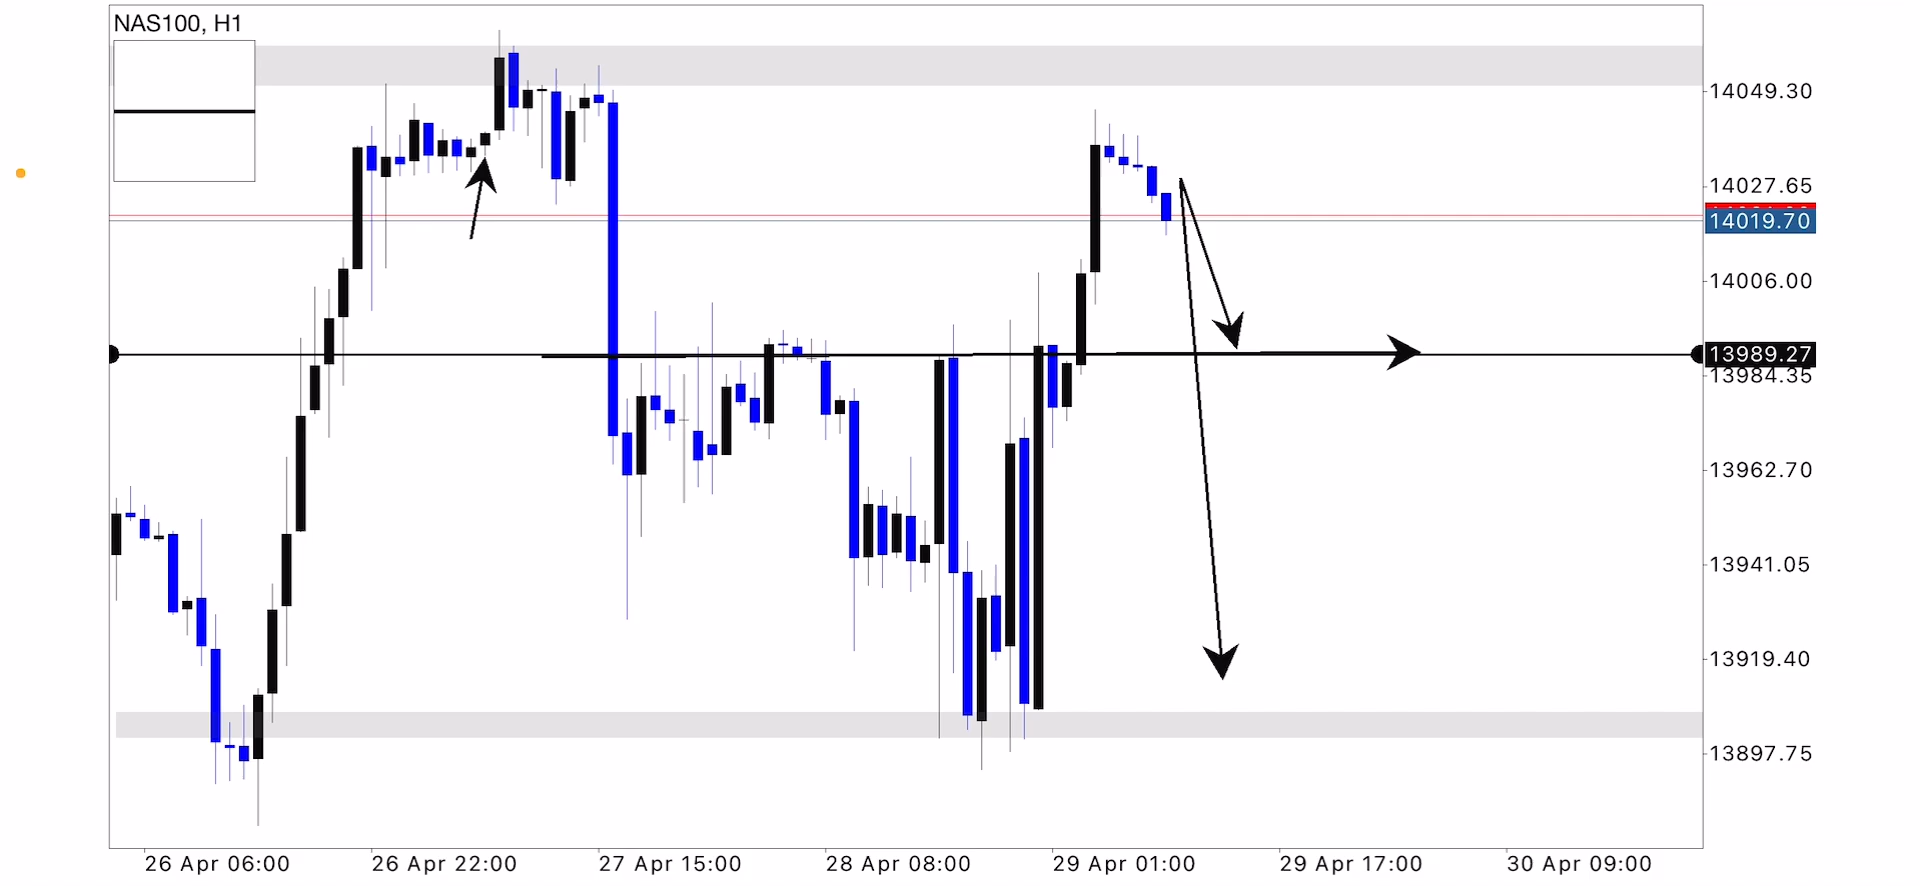 NAS100, H1
14049.30
14027.65
14019.70
14006.00
13989.27
13984.35
13962.70
13941.05
13919.40
13897.75
26 Apr 06:00
26 Apr 22:00
27 Apr 15:00
28 Apr 08:00
29 Apr 01:00
29 Apr 17:00
30 Apr 09:00